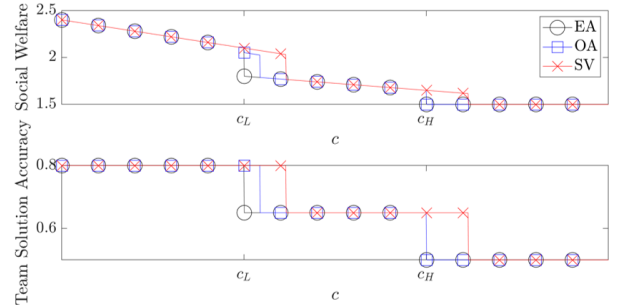 Social Welfare
2.5
2
1.5
c_L
c_H
c
EA
OA
SV
Team Solution Accuracy
0.8
0.6
c_L
c_H
c